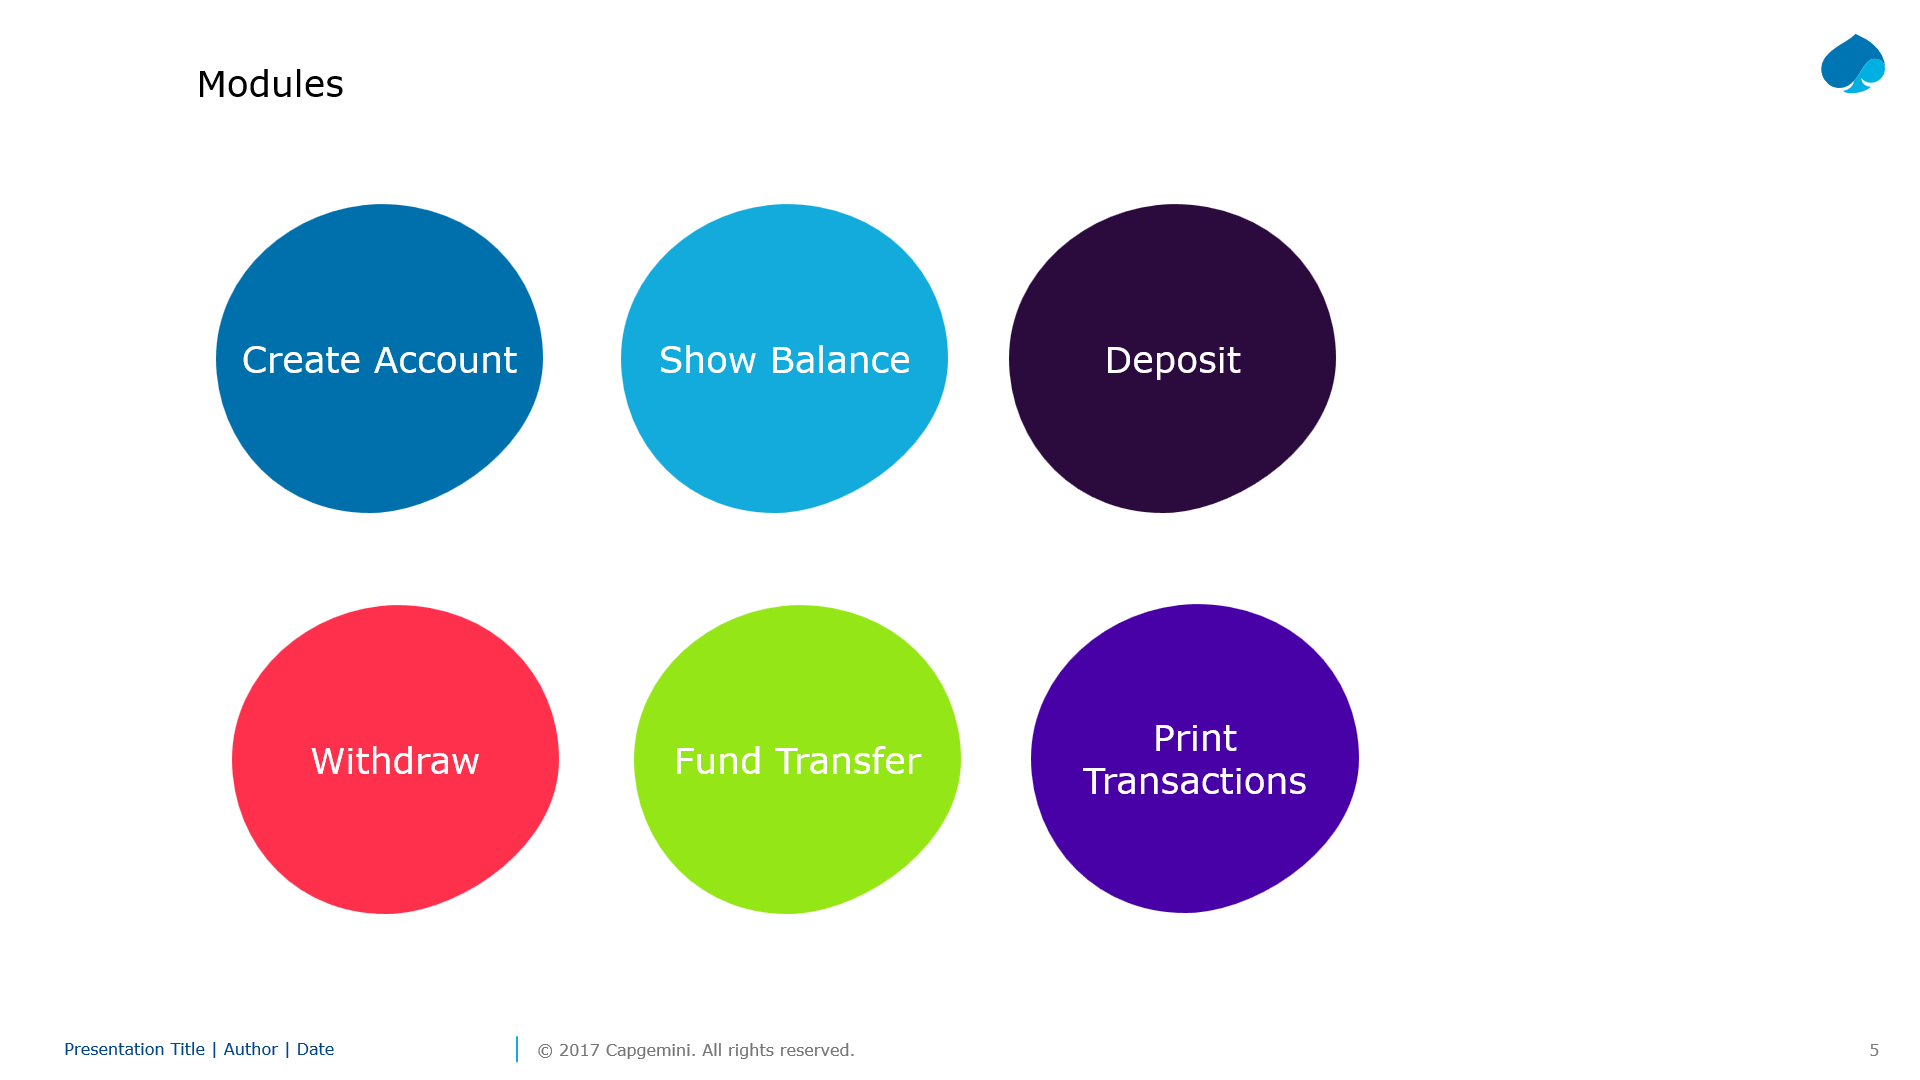 Modules
Create Account
Show Balance
Deposit
Withdraw
Fund Transfer
Print
Transactions
Presentation Title | Author | Date
© 2017 Capgemini. All rights reserved.
5